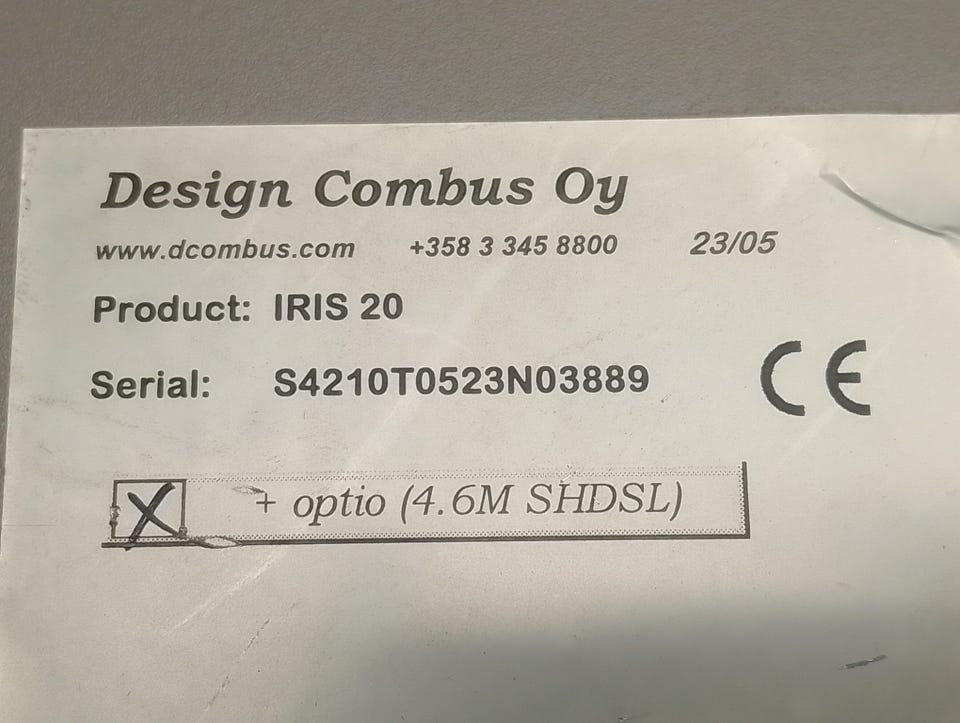 Design Combus Oy
www.dcombus.com +358 3 345 8800 23/05
Product: IRIS 20
Serial: S4210T0523N03889
CE
X + optio (4.6M SHDSL)